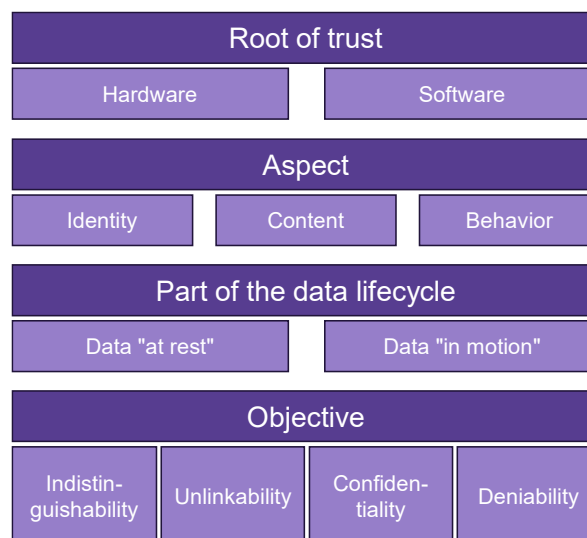 Root of trust
Hardware
Software
Aspect
Identity
Content
Behavior
Part of the data lifecycle
Data "at rest"
Data "in motion"
Objective
Indistin-
guishability
Unlinkability
Confiden-
tiality
Deniability